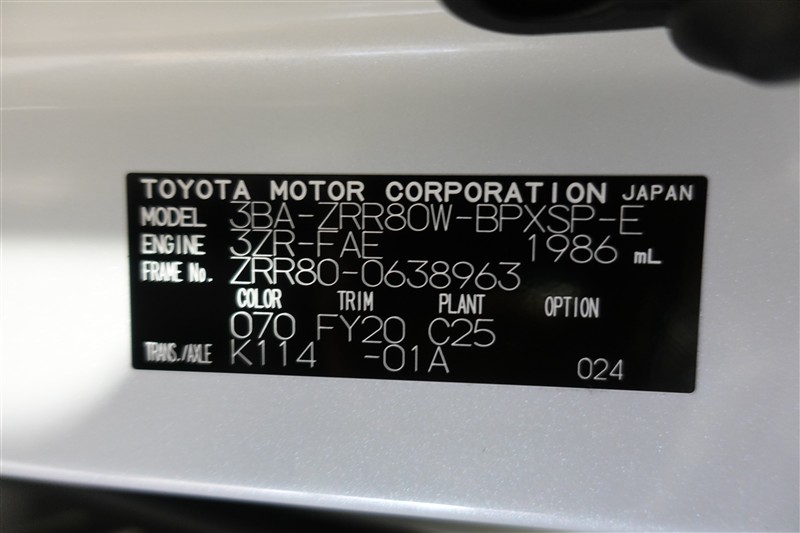 TOYOTA MOTOR CORPORATION JAPAN
MODEL 3BA-ZRR80W-BPXSP-E
ENGINE 3ZR-FAE 1986 mL
FRAME No. ZRR80-0638963
COLOR TRIM PLANT OPTION
070 FY20 C25
TRANS./AXLE K114 -01A 024